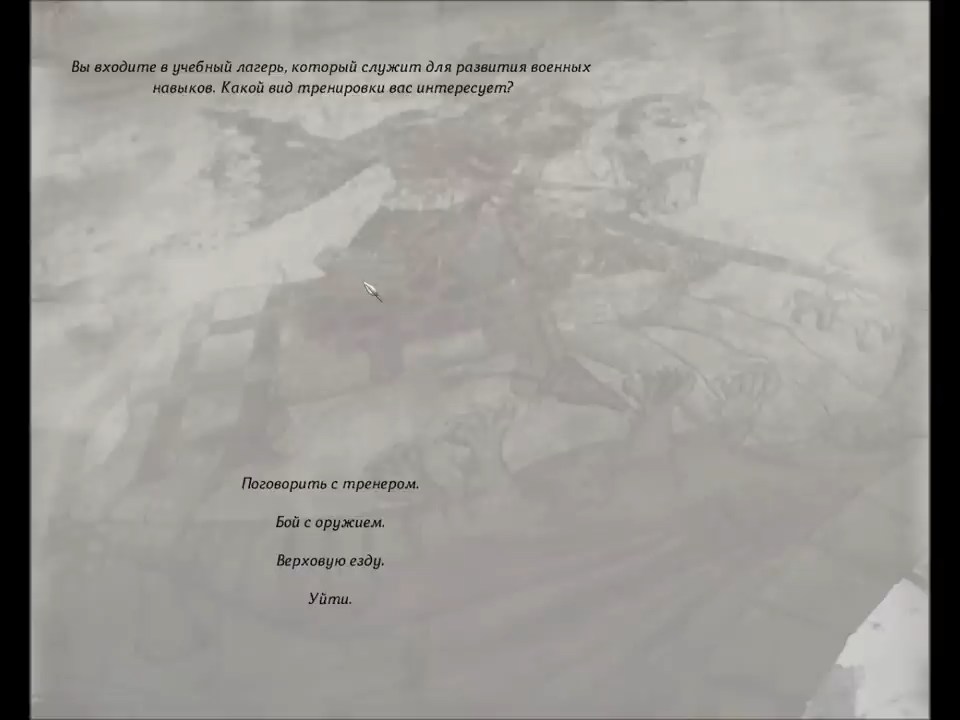 Вы входите в учебный лагерь, который служит для развития военных
навыков. Какой вид тренировки вас интересует?
Поговорить с тренером.
Бой с оружием.
Верховую езду.
Уйти.